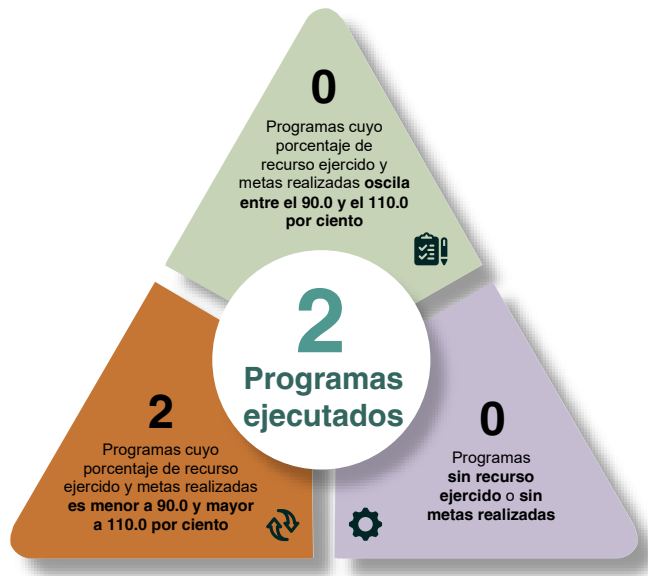 0
Programas cuyo
porcentaje de
recurso ejercido y
metas realizadas oscila
entre el 90.0 y el 110.0
por ciento
2
Programas
ejecutados
2
Programas cuyo
porcentaje de recurso
ejercido y metas realizadas
es menor a 90.0 y mayor
a 110.0 por ciento
0
Programas
sin recurso
ejercido o sin
metas realizadas